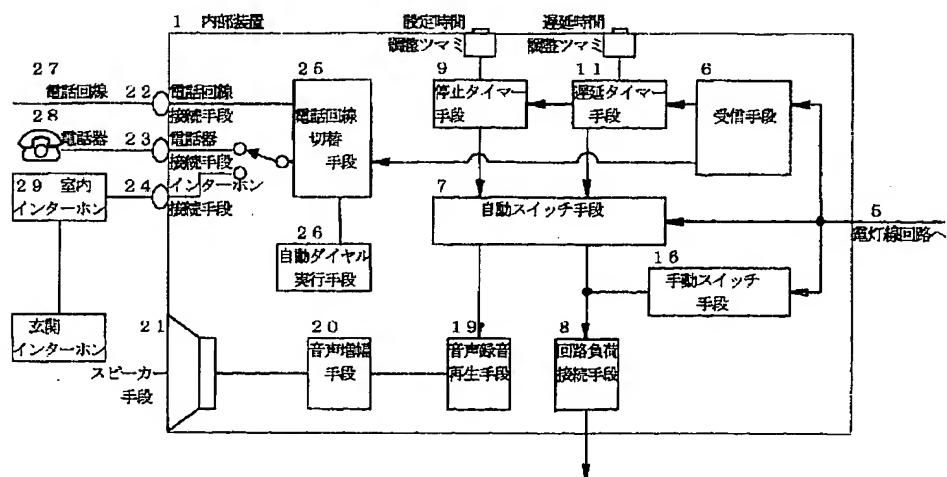 1 内部装置
設定時間
調整ツマミ
遅延時間
調整ツマミ
27
電話回線
22
電話回線
接続手段
28
電話器
23
電話器
接続手段
29 室内
インターホン
24
インターホン
接続手段
玄関
インターホン
25
電話回線
切替
手段
26
自動ダイヤル
実行手段
9
停止タイマー
手段
11
遅延タイマー
手段
6
受信手段
7
自動スイッチ手段
5
電灯線回路へ
16
手動スイッチ
手段
21
スピーカ
手段
20
音声増幅
手段
19
音声録音
再生手段
8
回路負荷
接続手段